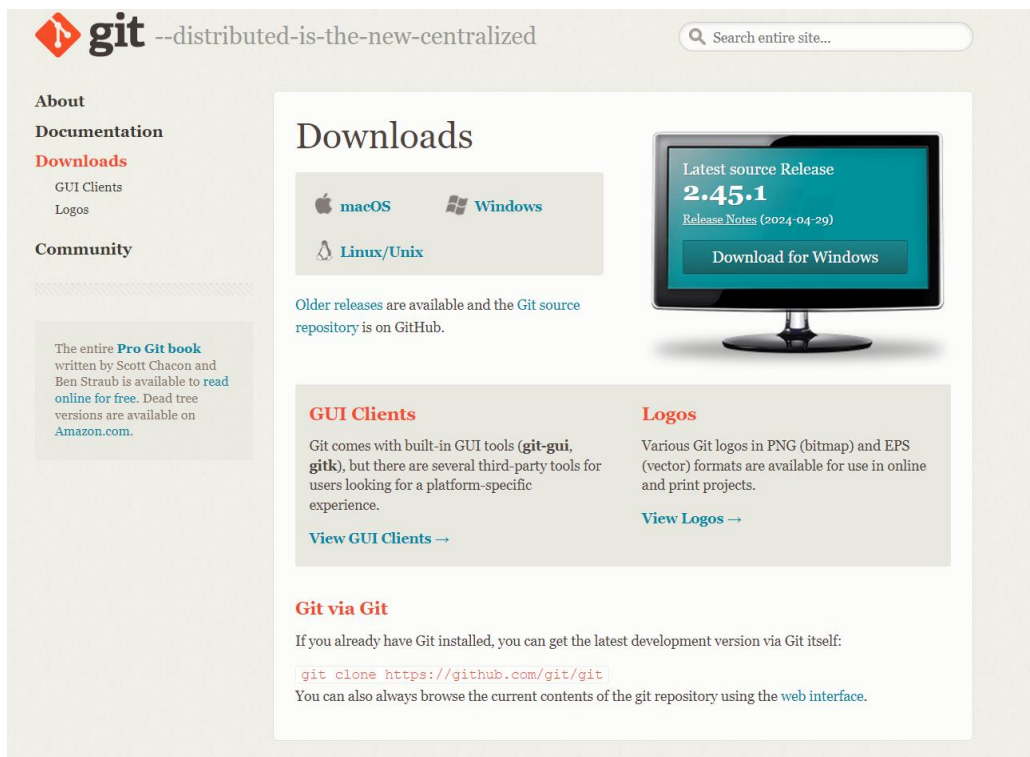 git --distributed-is-the-new-centralized
Search entire site...
About
Documentation
Downloads
GUI Clients
Logos
Community
The entire Pro Git book
written by Scott Chacon and
Ben Straub is available to read
online for free. Dead tree
versions are available on
Amazon.com.
Downloads
macOS
Windows
Linux/Unix
Older releases are available and the Git source
repository is on GitHub.
Latest source Release
2.45.1
Release Notes (2024-04-29)
Download for Windows
GUI Clients
Git comes with built-in GUI tools (git-gui,
gitk), but there are several third-party tools for
users looking for a platform-specific
experience.
View GUI Clients →
Logos
Various Git logos in PNG (bitmap) and EPS
(vector) formats are available for use in online
and print projects.
View Logos →
Git via Git
If you already have Git installed, you can get the latest development version via Git itself:
git clone https://github.com/git/git
You can also always browse the current contents of the git repository using the web interface.